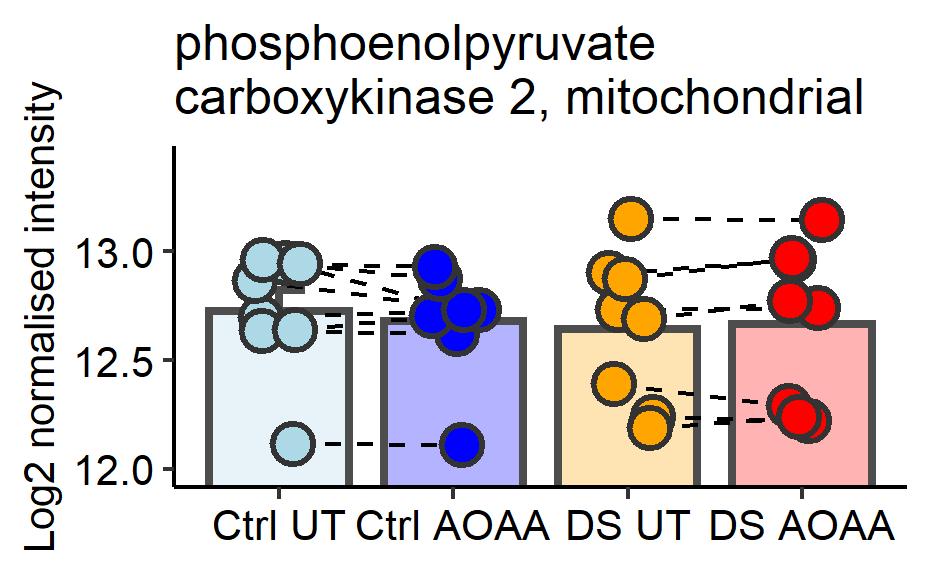 phosphoenolpyruvate
carboxykinase 2, mitochondrial
Log2 normalised intensity
13.0
12.5
12.0
Ctrl UT Ctrl AOAA DS UT DS AOAA